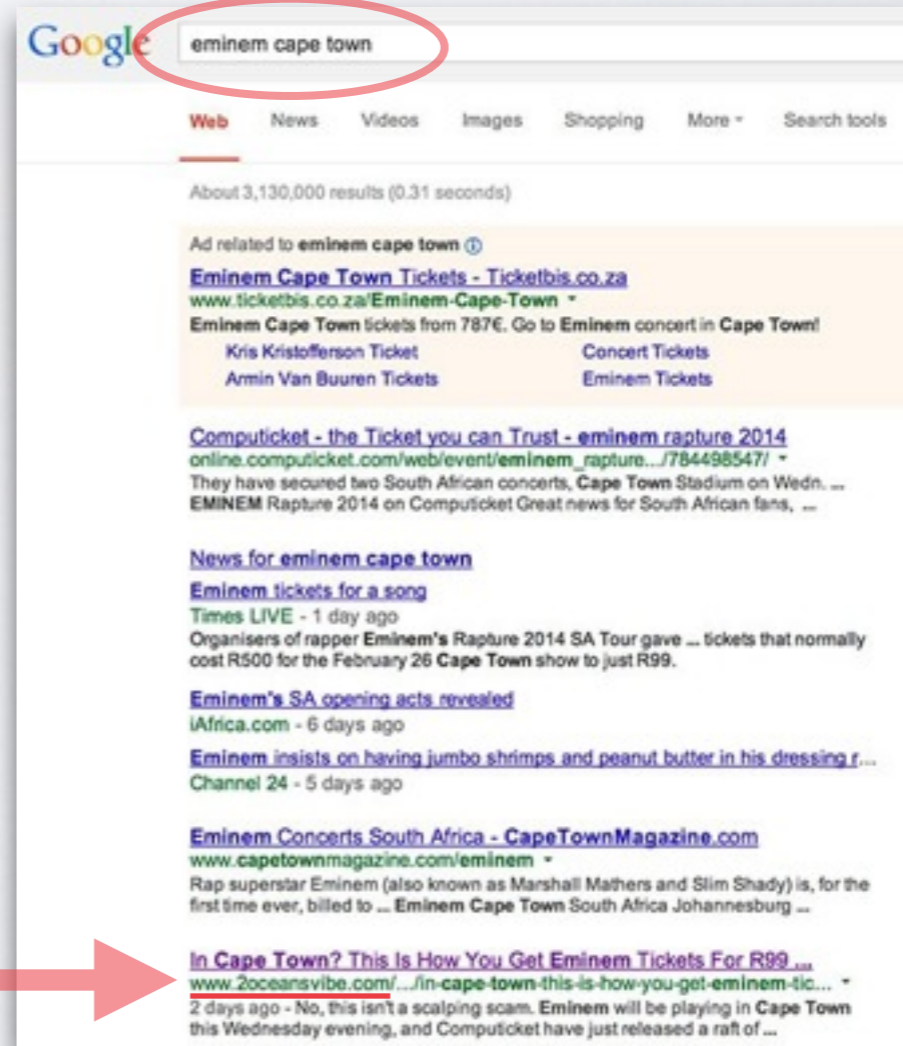 Google
eminem cape town
Web News Videos Images Shopping More Search tools
About 3,130,000 results (0.31 seconds)
Ad related to eminem cape town
Eminem Cape Town Tickets - Ticketbis.co.za
www.ticketbis.co.za/Eminem-Cape-Town
Eminem Cape Town tickets from 787€. Go to Eminem concert in Cape Town!
Kris Kristofferson Ticket Concert Tickets
Armin Van Buuren Tickets Eminem Tickets
Computicket - the Ticket you can Trust - eminem rapture 2014
online.computicket.com/web/event/eminem_rapture.../784498547/
They have secured two South African concerts, Cape Town Stadium on Wedn. ...
EMINEM Rapture 2014 on Computicket Great news for South African fans, ...
News for eminem cape town
Eminem tickets for a song
Times LIVE - 1 day ago
Organisers of rapper Eminem's Rapture 2014 SA Tour gave ... tickets that normally
cost R500 for the February 26 Cape Town show to just R99.
Eminem's SA opening acts revealed
iAfrica.com - 6 days ago
Eminem insists on having jumbo shrimps and peanut butter in his dressing r...
Channel 24 - 5 days ago
Eminem Concerts South Africa - CapeTownMagazine.com
www.capetownmagazine.com/eminem
Rap superstar Eminem (also known as Marshall Mathers and Slim Shady) is, for the
first time ever, billed to ... Eminem Cape Town South Africa Johannesburg ...
In Cape Town? This Is How You Get Eminem Tickets For R99 ...
www.2oceansvibe.com/.../in-cape-town-this-is-how-you-get-eminem-tic...
2 days ago - No, this isn't a scalping scam. Eminem will be playing in Cape Town
this Wednesday evening, and Computicket have just released a raft of ...